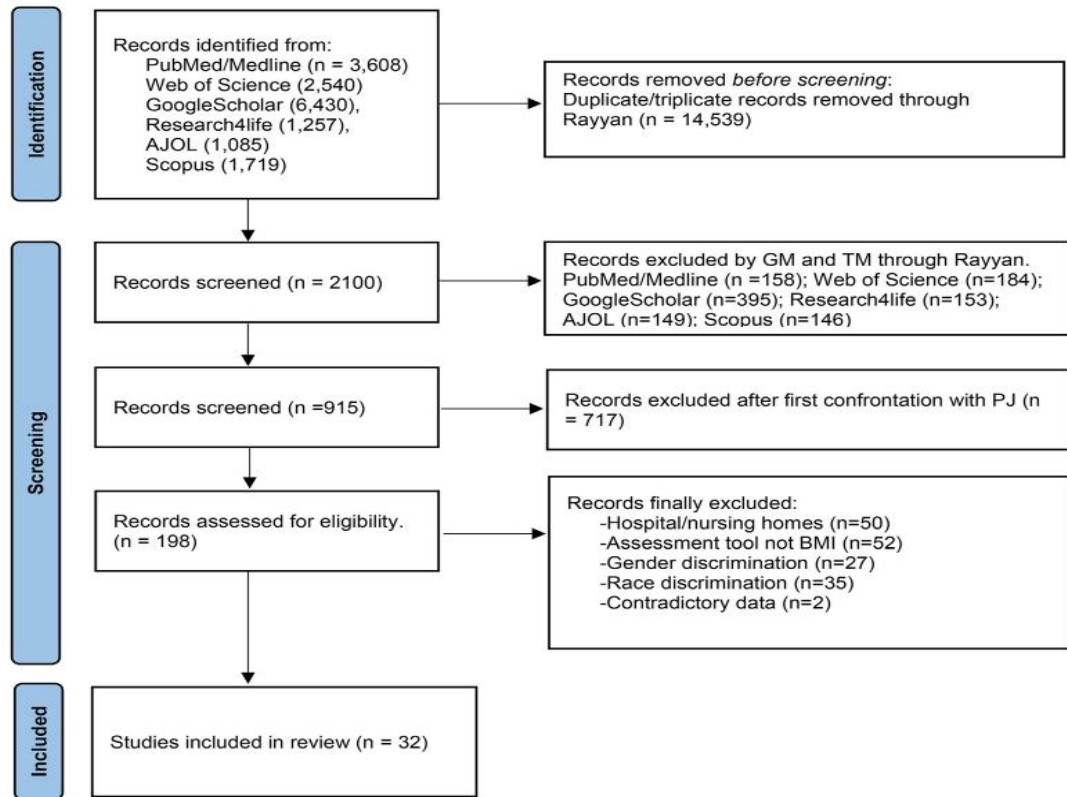 Identification
Records identified from:
PubMed/Medline (n = 3,608)
Web of Science (2,540)
GoogleScholar (6,430),
Research4life (1,257),
AJOL (1,085)
Scopus (1,719)
Records removed before screening:
Duplicate/triplicate records removed through
Rayyan (n = 14,539)
Screening
Records screened (n = 2100)
Records excluded by GM and TM through Rayyan.
PubMed/Medline (n =158); Web of Science (n=184);
GoogleScholar (n=395); Research4life (n=153);
AJOL (n=149); Scopus (n=146)
Records screened (n =915)
Records excluded after first confrontation with PJ (n
= 717)
Records assessed for eligibility.
(n = 198)
Records finally excluded:
-Hospital/nursing homes (n=50)
-Assessment tool not BMI (n=52)
-Gender discrimination (n=27)
-Race discrimination (n=35)
-Contradictory data (n=2)
Included
Studies included in review (n = 32)